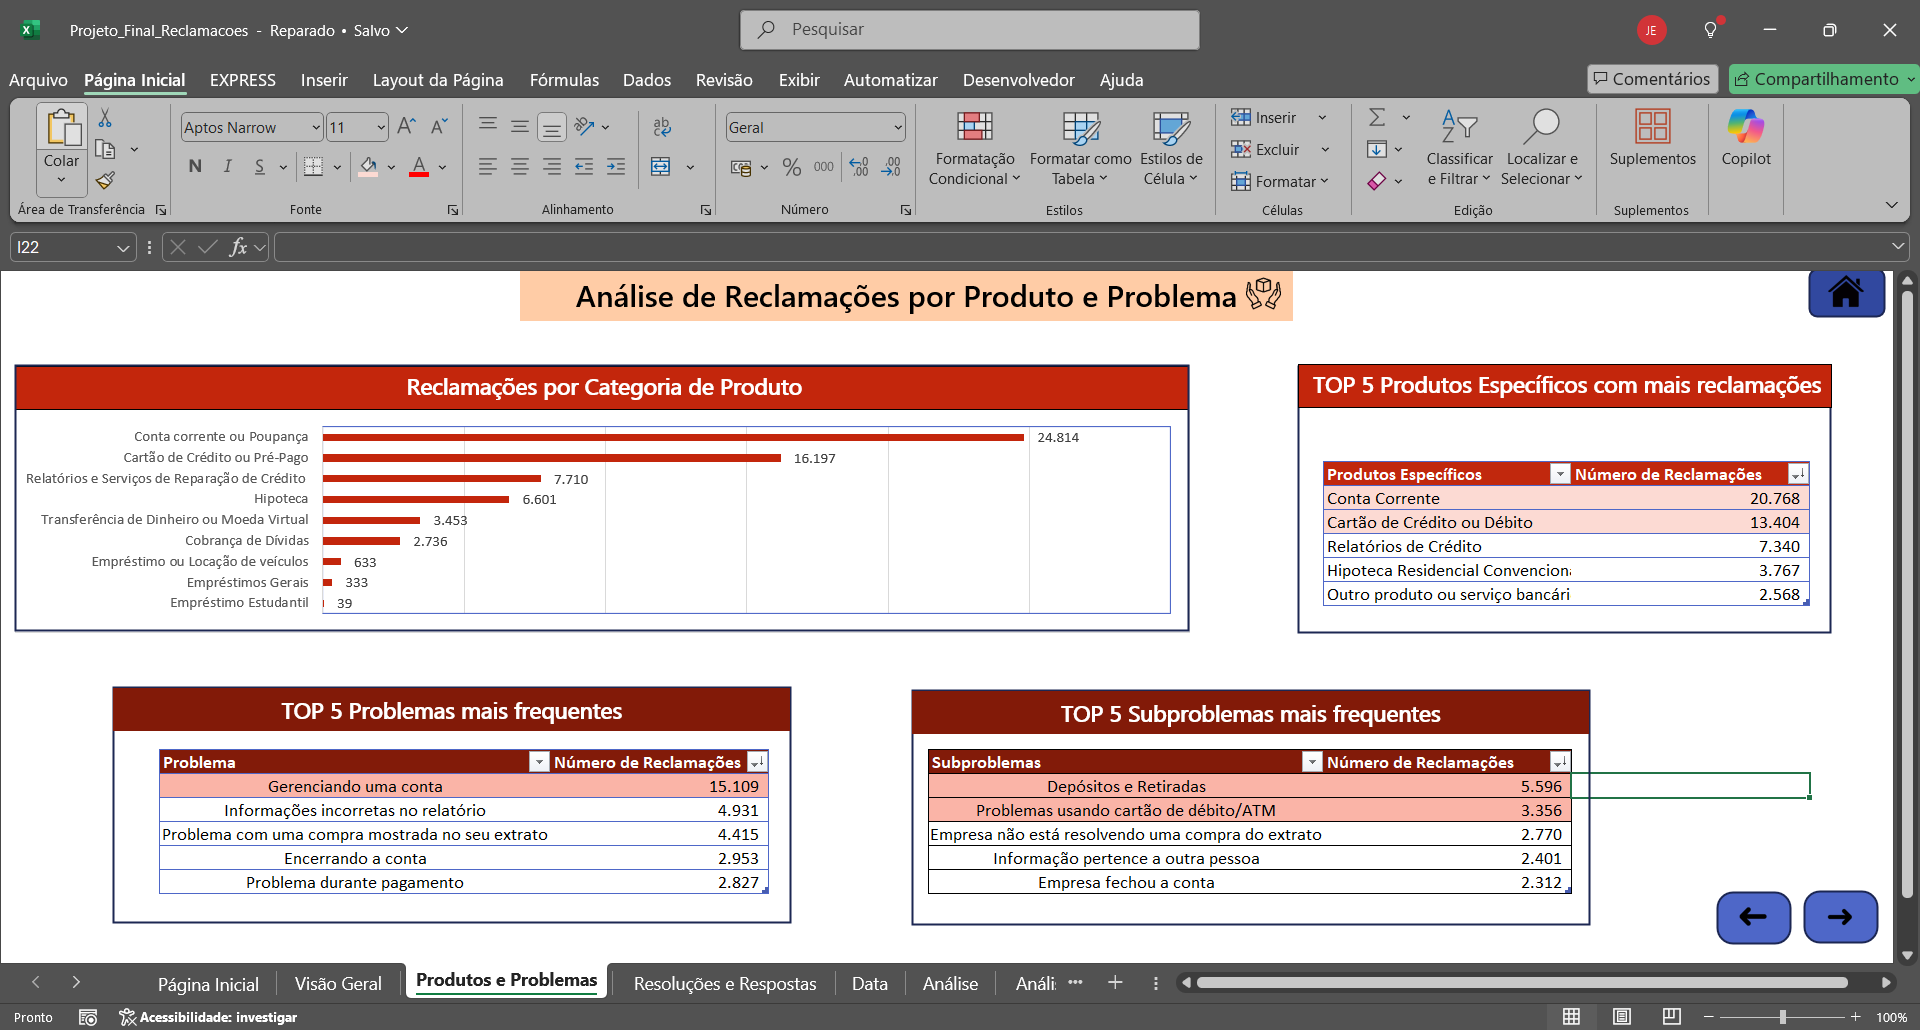 Projeto_Final_Reclamacoes - Reparado • Salvo
Pesquisar
JE
Arquivo Página Inicial EXPRESS Inserir Layout da Página Fórmulas Dados Revisão Exibir Automatizar Desenvolvedor Ajuda
Comentários Compartilhamento
Colar
Área de Transferência
Aptos Narrow 11
N I S
Fonte
Alinhamento
Geral
% 000
Número
Formatação Condicional
Formatar como Tabela
Estilos de Célula
Estilos
Inserir
Excluir
Formatar
Células
Classificar e Filtrar
Localizar e Selecionar
Edição
Suplementos
Suplementos
Copilot
I22
fx
Análise de Reclamações por Produto e Problema
Reclamações por Categoria de Produto
Conta corrente ou Poupança 24.814
Cartão de Crédito ou Pré-Pago 16.197
Relatórios e Serviços de Reparação de Crédito 7.710
Hipoteca 6.601
Transferência de Dinheiro ou Moeda Virtual 3.453
Cobrança de Dívidas 2.736
Empréstimo ou Locação de veículos 633
Empréstimos Gerais 333
Empréstimo Estudantil 39
TOP 5 Produtos Específicos com mais reclamações
Produtos Específicos Número de Reclamações
Conta Corrente 20.768
Cartão de Crédito ou Débito 13.404
Relatórios de Crédito 7.340
Hipoteca Residencial Convenciona 3.767
Outro produto ou serviço bancári 2.568
TOP 5 Problemas mais frequentes
Problema Número de Reclamações
Gerenciando uma conta 15.109
Informações incorretas no relatório 4.931
Problema com uma compra mostrada no seu extrato 4.415
Encerrando a conta 2.953
Problema durante pagamento 2.827
TOP 5 Subproblemas mais frequentes
Subproblemas Número de Reclamações
Depósitos e Retiradas 5.596
Problemas usando cartão de débito/ATM 3.356
Empresa não está resolvendo uma compra do extrato 2.770
Informação pertence a outra pessoa 2.401
Empresa fechou a conta 2.312
Página Inicial Visão Geral Produtos e Problemas Resoluções e Respostas Data Análise Análi ...
Pronto Acessibilidade: investigar 100%